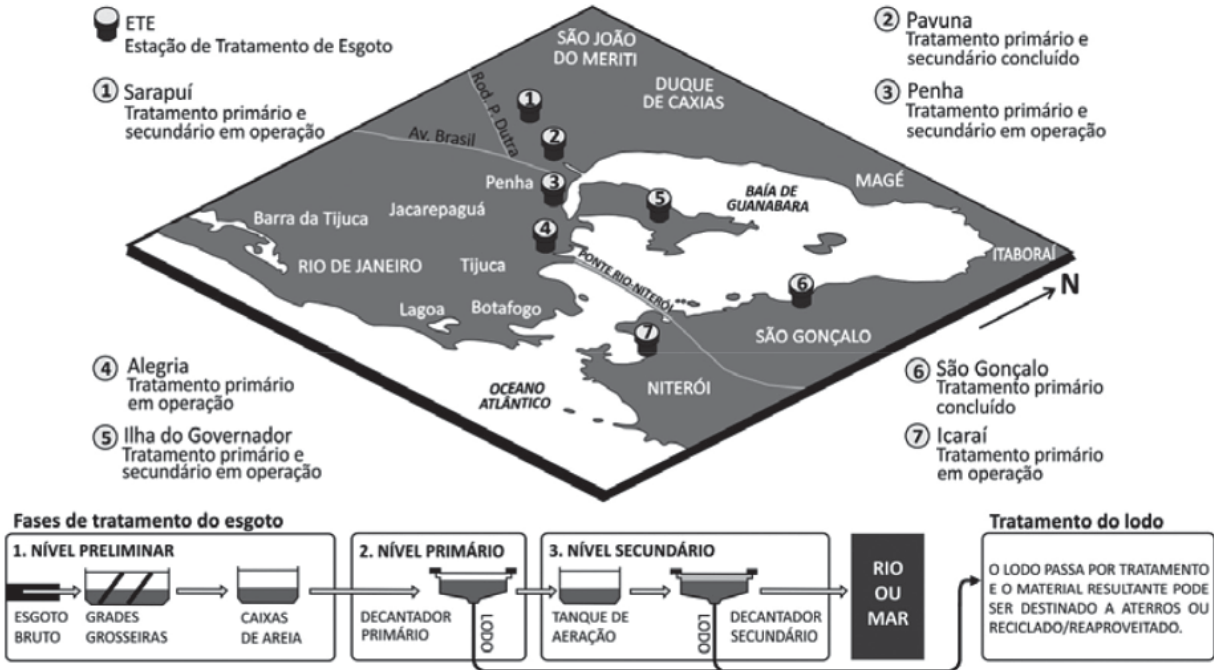 ETE
Estação de Tratamento de Esgoto
1 Sarapuí
Tratamento primário e
secundário em operação
2 Pavuna
Tratamento primário e
secundário concluído
3 Penha
Tratamento primário e
secundário em operação
SÃO JOÃO
DO MERITI
DUQUE
DE CAXIAS
Rod. P. Dutra
Av. Brasil
1
2
3
4
5
6
7
Penha
Jacarepaguá
Barra da Tijuca
RIO DE JANEIRO
Tijuca
Lagoa
Botafogo
BAÍA DE
GUANABARA
MAGÉ
ITABORAÍ
PONTE RIO-NITERÓI
N
SÃO GONÇALO
NITERÓI
OCEANO
ATLÂNTICO
4 Alegria
Tratamento primário
em operação
5 Ilha do Governador
Tratamento primário e
secundário em operação
6 São Gonçalo
Tratamento primário
concluído
7 Icaraí
Tratamento primário
em operação
Fases de tratamento do esgoto
1. NÍVEL PRELIMINAR
ESGOTO
BRUTO
GRADES
GROSSEIRAS
CAIXAS
DE AREIA
2. NÍVEL PRIMÁRIO
DECANTADOR
PRIMÁRIO
LODO
3. NÍVEL SECUNDÁRIO
TANQUE DE
AERAÇÃO
LODO
DECANTADOR
SECUNDÁRIO
RIO
OU
MAR
Tratamento do lodo
O LODO PASSA POR TRATAMENTO
E O MATERIAL RESULTANTE PODE
SER DESTINADO A ATERROS OU
RECICLADO/REAPROVEITADO.